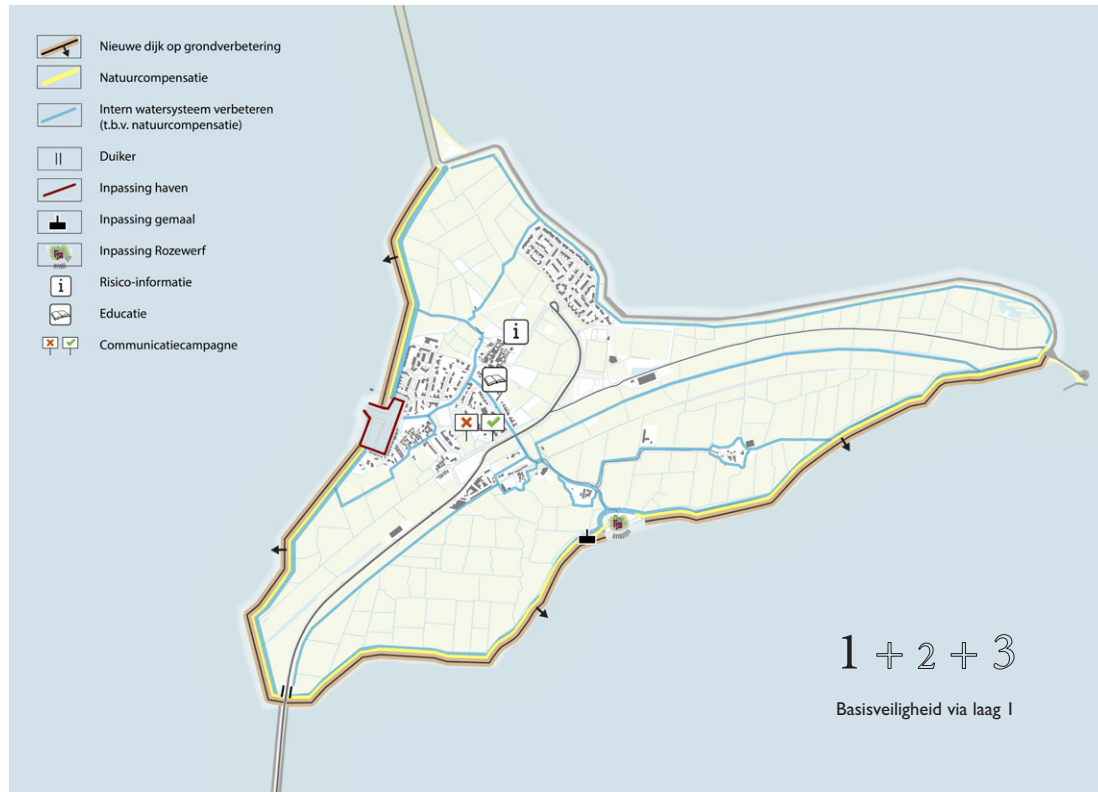 Nieuwe dijk op grondverbetering
Natuurcompensatie
Intern watersysteem verbeteren
(t.b.v. natuurcompensatie)
Duiker
Inpassing haven
Inpassing gemaal
Inpassing Rozewerf
i
Risico-informatie
Educatie
Communicatiecampagne
i
1 + 2 + 3
Basisveiligheid via laag 1